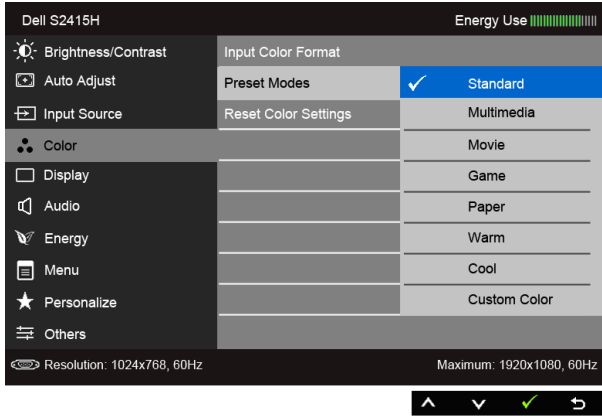 Dell S2415H Energy Use
Brightness/Contrast Input Color Format
Auto Adjust Preset Modes Standard
Input Source Reset Color Settings Multimedia
Color Movie
Display Game
Audio Paper
Energy Warm
Menu Cool
Personalize Custom Color
Others
Resolution: 1024x768, 60Hz Maximum: 1920x1080, 60Hz